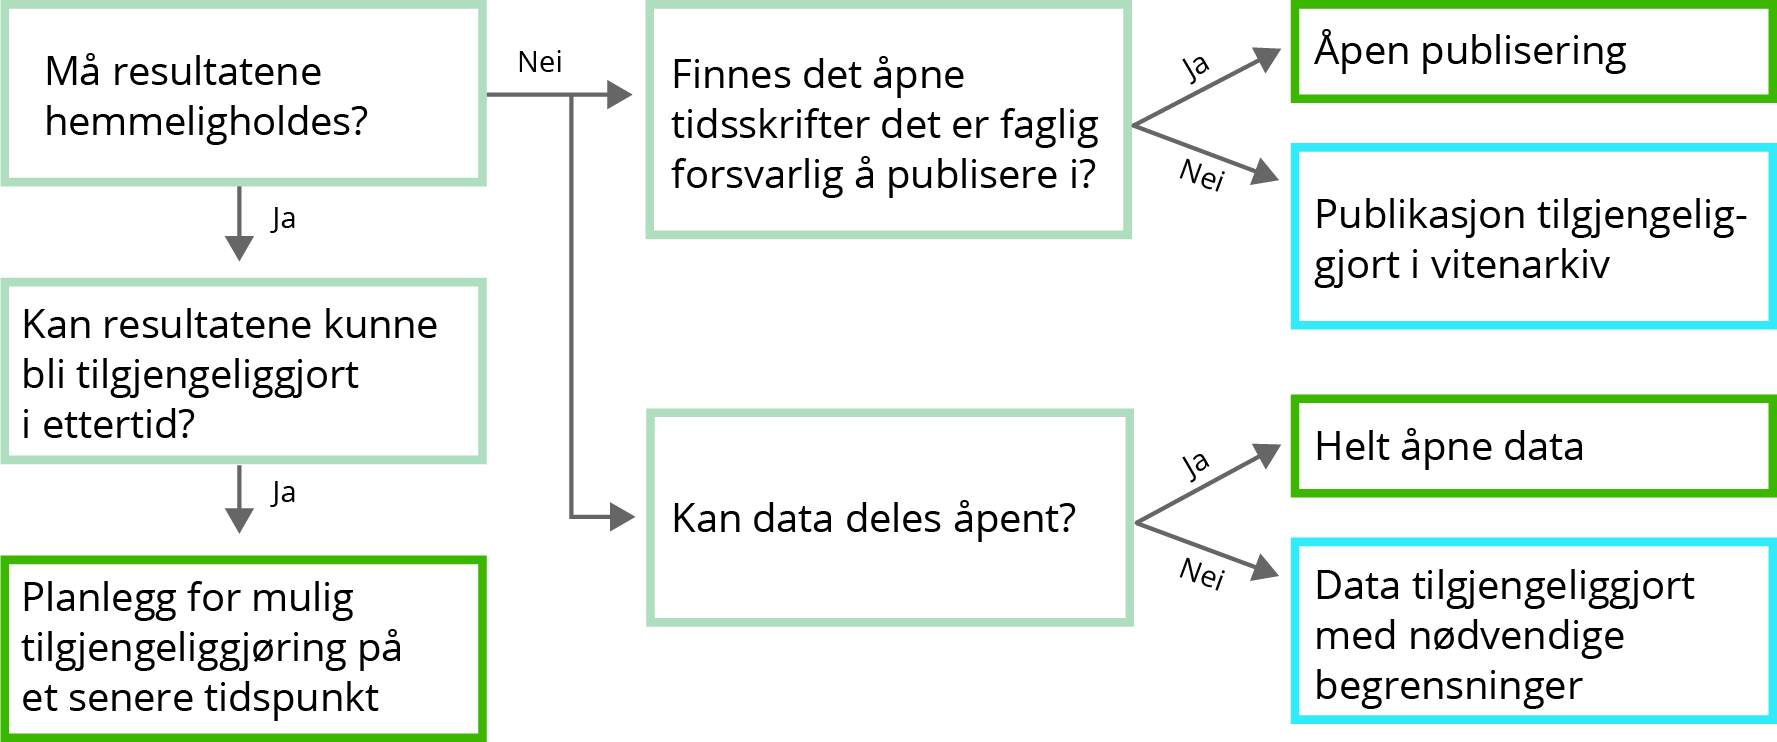 Må resultatene
hemmeligholdes?
Nei
Finnes det åpne
tidsskrifter det er faglig
forsvarlig å publisere i?
Ja
Åpen publisering
Nei
Publikasjon tilgjengelig-
gjort i vitenarkiv
Ja
Kan resultatene kunne
bli tilgjengeliggjort
i ettertid?
Ja
Planlegg for mulig
tilgjengeliggjøring på
et senere tidspunkt
Kan data deles åpent?
Ja
Helt åpne data
Nei
Data tilgjengeliggjort
med nødvendige
begrensninger